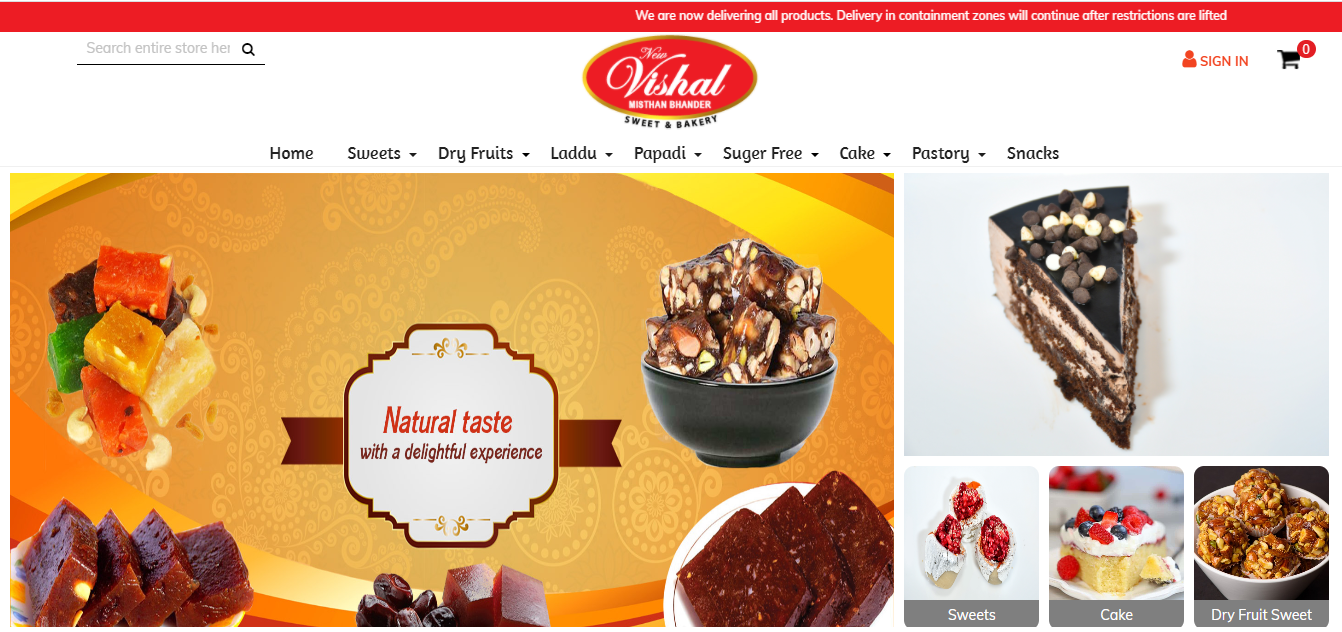 We are now delivering all products. Delivery in containment zones will continue after restrictions are lifted
Search entire store her
SIGN IN
0
New
Vishal
MISTHAN BHANDER
SWEET & BAKERY
Home Sweets Dry Fruits Laddu Papadi Suger Free Cake Pastory Snacks
Natural taste
with a delightful experience
Sweets Cake Dry Fruit Sweet